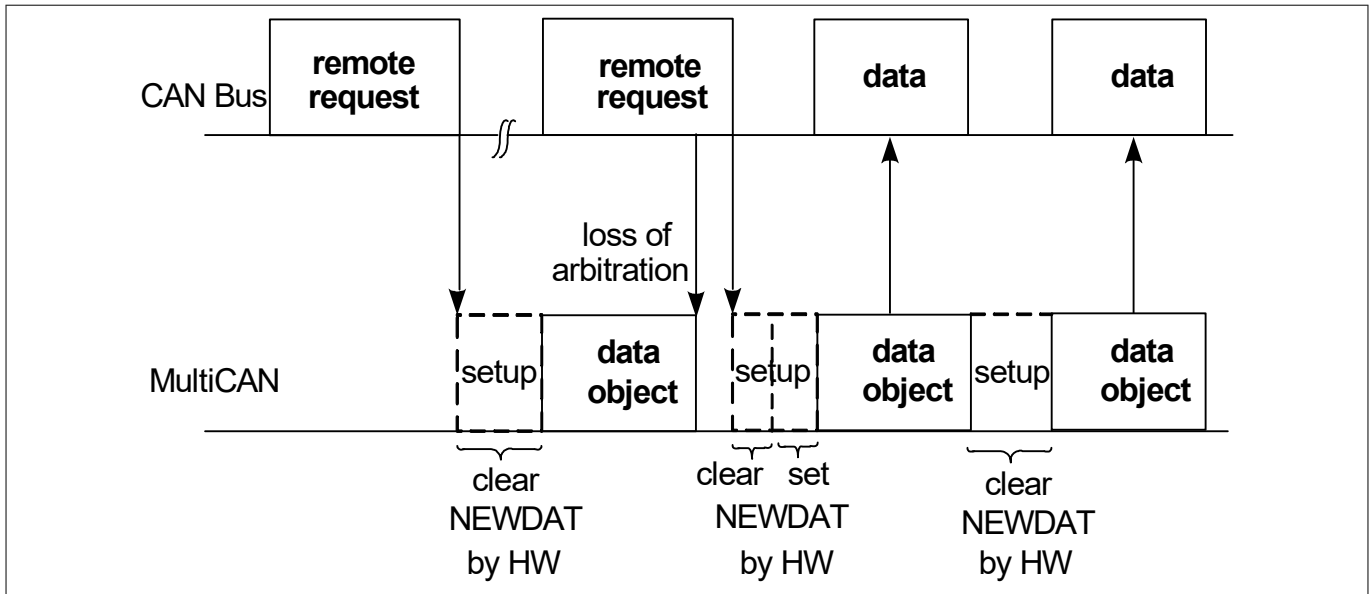 CAN Bus
remote
request
remote
request
data
data
loss of
arbitration
MultiCAN
setup
data
object
setup
data
object
setup
data
object
clear
NEWDAT
by HW
clear set
NEWDAT
by HW
clear
NEWDAT
by HW